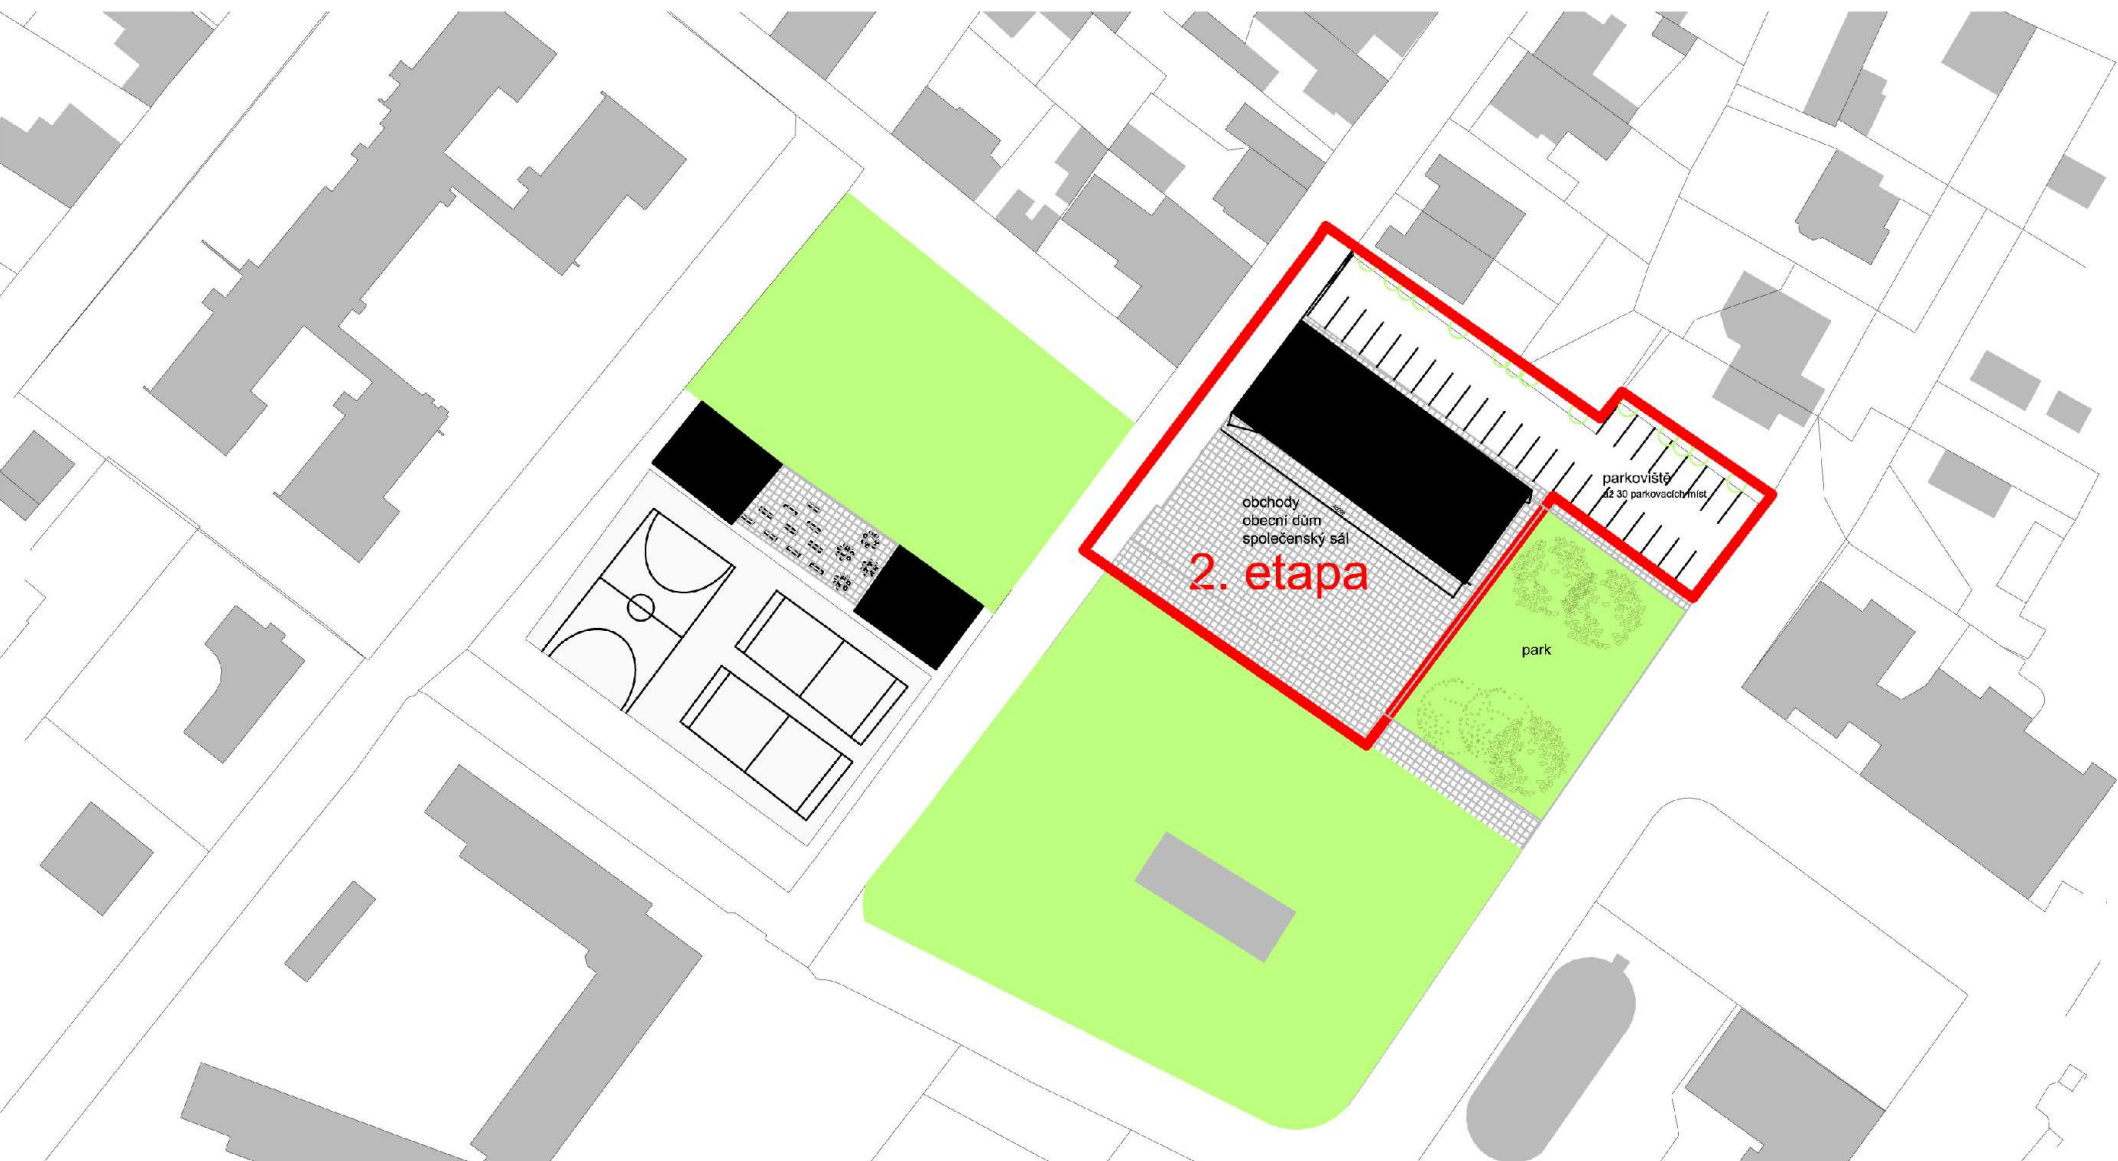 parkoviště
až 30 parkovacích míst
obchody
obecní dům
společenský sál
2. etapa
park